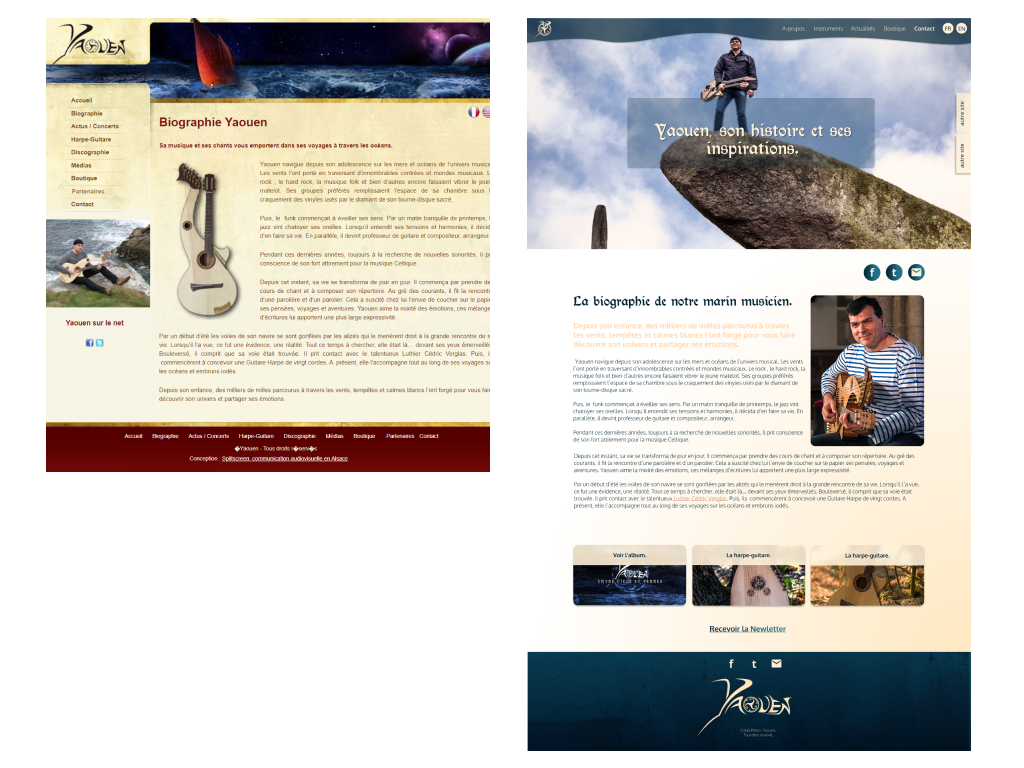 YAOUEN
Accueil
Biographie
Actus / Concerts
Harpe-Guitare
Discographie
Médias
Boutique
Partenaires
Contact
Yaouen sur le net
Biographie Yaouen
Sa musique et ses chants vous emportent dans ses voyages à travers les océans.
Yaouen navigue depuis son adolescence sur les mers et océans de l'univers musical
Les vents l'ont porté en traversant d'innombrables contrées et mondes musicaux. L
rock , le hard rock, la musique folk et bien d'autres encore faisaient vibrer le jeun
matelot. Ses groupes préférés remplissaient l'espace de sa chambre sous
craquement des vinyles usés par le diamant de son tourne-disque sacré.
Puis, le funk commençait à éveiller ses sens. Par un matin tranquille de printemps,
jazz vint chatoyer ses oreilles. Lorsqu'il entendit ses tensions et harmonies, il décid
d'en faire sa vie. En parallèle, il devint professeur de guitare et compositeur, arrangeur
Pendant ces dernières années, toujours à la recherche de nouvelles sonorités, Il pr
conscience de son fort attirement pour la musique Celtique.
Depuis cet instant, sa vie se transforma de jour en jour. Il commença par prendre de
cours de chant et à composer son répertoire. Au gré des courants, il fit la rencontr
d'une parolière et d'un parolier. Cela a suscité chez lui l'envie de coucher sur le papie
ses pensées, voyages et aventures. Yaouen aime la mixité des émotions, ces mélange
d'écritures lui apportent une plus large expressivité.
Par un début d'été les voiles de son navire se sont gonflées par les alizés qui le menèrent droit à la grande rencontre de s
vie. Lorsqu'il l'a vue, ce fut une évidence, une réalité. Tout ce temps à chercher, elle était là... devant ses yeux émerveillé
Bouleversé, il comprit que sa voie était trouvée. Il prit contact avec le talentueux Luthier Cédric Verglas. Puis, i
commencèrent à concevoir une Guitare Harpe de vingt cordes. A présent, elle l'accompagne tout au long de ses voyages su
les océans et embruns iodés.
Depuis son enfance, des milliers de milles parcourus à travers les vents, tempêtes et calmes blancs l'ont forgé pour vous fair
découvrir son univers et partager ses émotions.
Accueil Biographie Actus / Concerts Harpe-Guitare Discographie Médias Boutique Partenaires Contact
�Yaouen - Tous droits r�serv�s
Conception : Splitscreen, communication audiovisuelle en Alsace
A-propos Instruments Actualités Boutique Contact FR EN
autre site
autre site
Yaouen, son histoire et ses
inspirations.
f t
La biographie de notre marin musicien.
Depuis son enfance, des milliers de milles parcourus à travers
les vents, tempêtes et calmes blancs l'ont forgé pour vous faire
découvrir son univers et partager ses émotions.
Yaouen navigue depuis son adolescence sur les mers et océans de l'univers musical. Les vents
l'ont porté en traversant d'innombrables contrées et mondes musicaux. Le rock , le hard rock, la
musique folk et bien d'autres encore faisaient vibrer le jeune matelot. Ses groupes préférés
remplissaient l'espace de sa chambre sous le craquement des vinyles usés par le diamant de
son tourne-disque sacré.
Puis, le funk commençait à éveiller ses sens. Par un matin tranquille de printemps, le jazz vint
chatoyer ses oreilles. Lorsqu'il entendit ses tensions et harmonies, il décida d'en faire sa vie. En
parallèle, il devint professeur de guitare et compositeur, arrangeur.
Pendant ces dernières années, toujours à la recherche de nouvelles sonorités, Il prit conscience
de son fort attirement pour la musique Celtique.
Depuis cet instant, sa vie se transforma de jour en jour. Il commença par prendre des cours de chant et à composer son répertoire. Au gré des
courants, il fit la rencontre d'une parolière et d'un parolier. Cela a suscité chez lui l'envie de coucher sur le papier ses pensées, voyages et
aventures. Yaouen aime la mixité des émotions, ces mélanges d'écritures lui apportent une plus large expressivité.
Par un début d'été les voiles de son navire se sont gonflées par les alizés qui le menèrent droit à la grande rencontre de sa vie. Lorsqu'il l'a vue,
ce fut une évidence, une réalité. Tout ce temps à chercher, elle était là... devant ses yeux émerveillés. Bouleversé, il comprit que sa voie était
trouvée. Il prit contact avec le talentueux Luthier Cédric Verglas. Puis, ils commencèrent à concevoir une Guitare Harpe de vingt cordes. A
présent, elle l'accompagne tout au long de ses voyages sur les océans et embruns iodés.
Voir l'album. La harpe-guitare. La harpe-guitare.
YAOUEN
ENTRE CIELS ET TERRES
Recevoir la Newletter
f t
YAOUEN